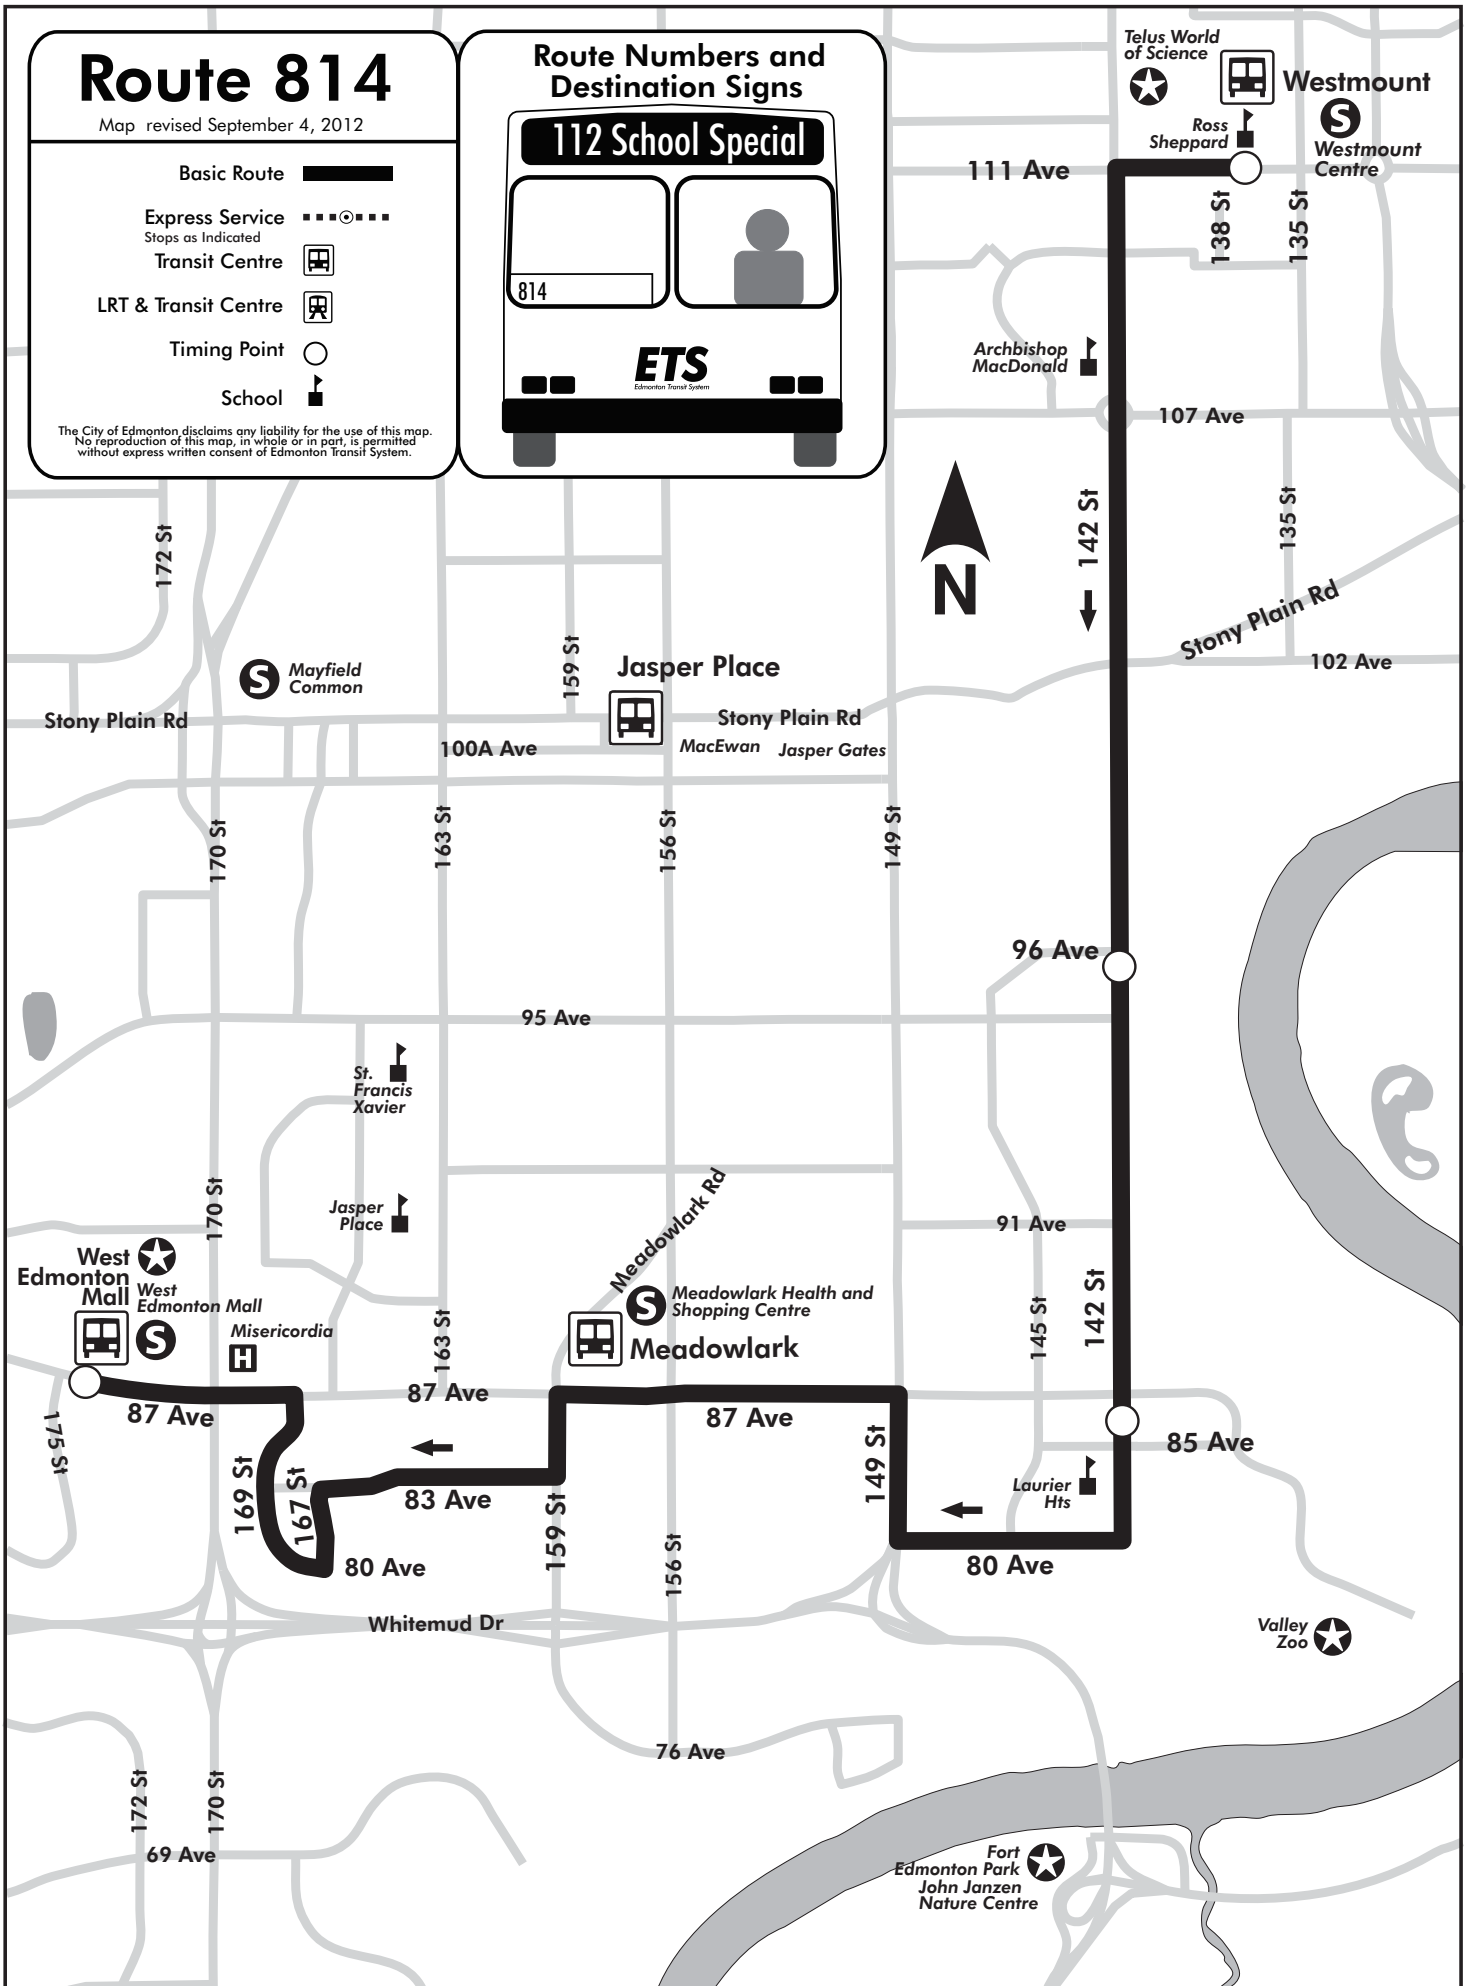 Route 814
Map revised September 4, 2012
Basic Route
Express Service
Stops as Indicated
Transit Centre
LRT & Transit Centre
Timing Point
School
The City of Edmonton disclaims any liability for the use of this map.
No reproduction of this map, in whole or in part, is permitted
without express written consent of Edmonton Transit System.
Route Numbers and
Destination Signs
112 School Special
814
ETS
Edmonton Transit System
Telus World
of Science
Westmount
Ross
Sheppard
S
Westmount
Centre
111 Ave
138 St
135 St
Archbishop
MacDonald
107 Ave
142 St
135 St
N
172 St
159 St
Stony Plain Rd
102 Ave
S
Mayfield
Common
Jasper Place
Stony Plain Rd
Stony Plain Rd
100A Ave
MacEwan
Jasper Gates
170 St
163 St
156 St
149 St
96 Ave
95 Ave
St.
Francis
Xavier
170 St
Jasper
Place
Meadowlark Rd
91 Ave
West
Edmonton
Mall
West
Edmonton Mall
S
Misericordia
H
163 St
S
Meadowlark Health and
Shopping Centre
Meadowlark
145 St
142 St
87 Ave
87 Ave
87 Ave
175 St
85 Ave
169 St
167 St
83 Ave
149 St
Laurier
Hts
159 St
156 St
80 Ave
80 Ave
Whitemud Dr
Valley
Zoo
76 Ave
172 St
170 St
69 Ave
Fort
Edmonton Park
John Janzen
Nature Centre